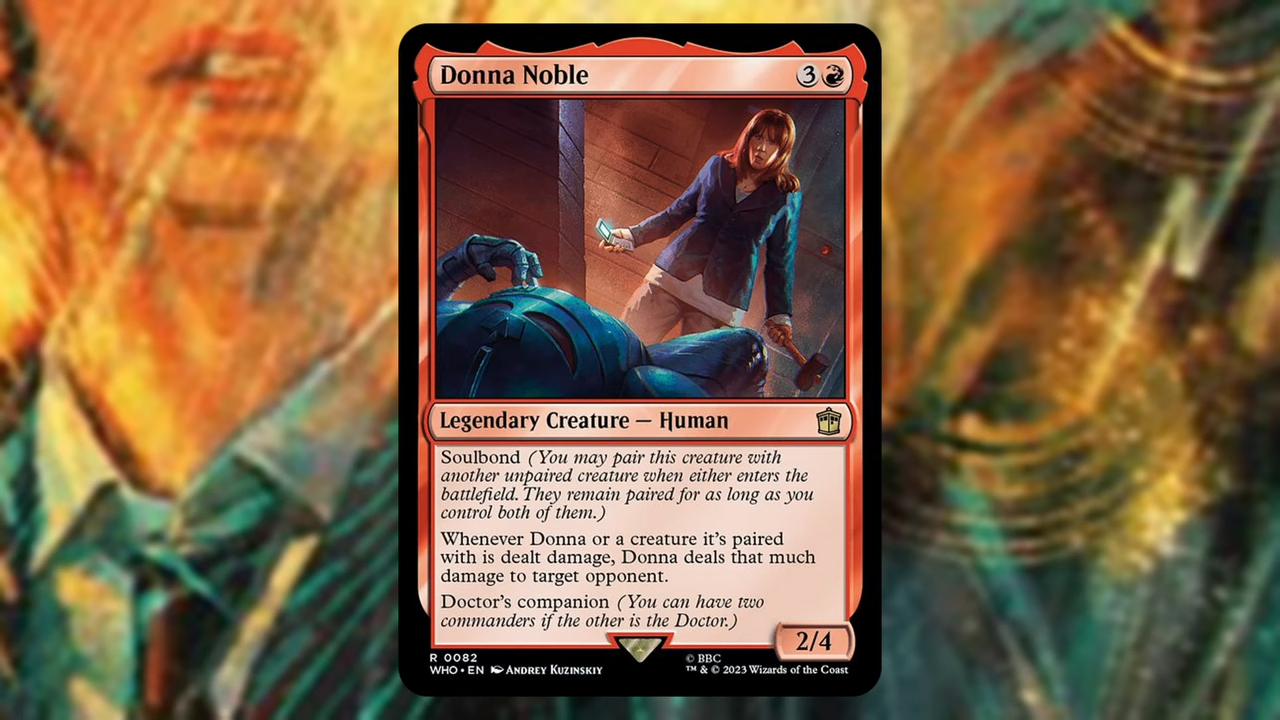 Donna Noble 3
Legendary Creature — Human
Soulbond (You may pair this creature with
another unpaired creature when either enters the
battlefield. They remain paired for as long as you
control both of them.)
Whenever Donna or a creature it's paired
with is dealt damage, Donna deals that much
damage to target opponent.
Doctor's companion (You can have two
commanders if the other is the Doctor.)
2/4
R 0082
WHO • EN Andrey Kuzinskiy
© BBC
™ & © 2023 Wizards of the Coast